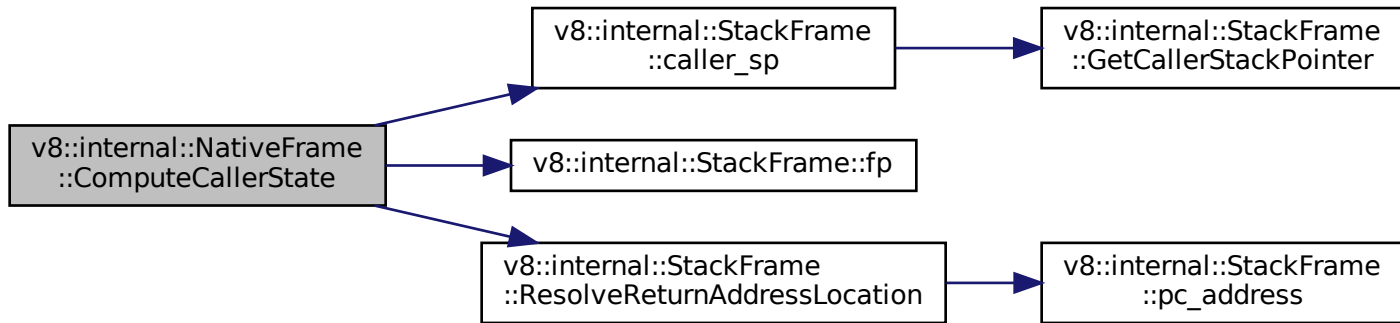 v8::internal::StackFrame
::caller_sp
v8::internal::StackFrame
::GetCallerStackPointer
v8::internal::NativeFrame
::ComputeCallerState
v8::internal::StackFrame::fp
v8::internal::StackFrame
::ResolveReturnAddressLocation
v8::internal::StackFrame
::pc_address